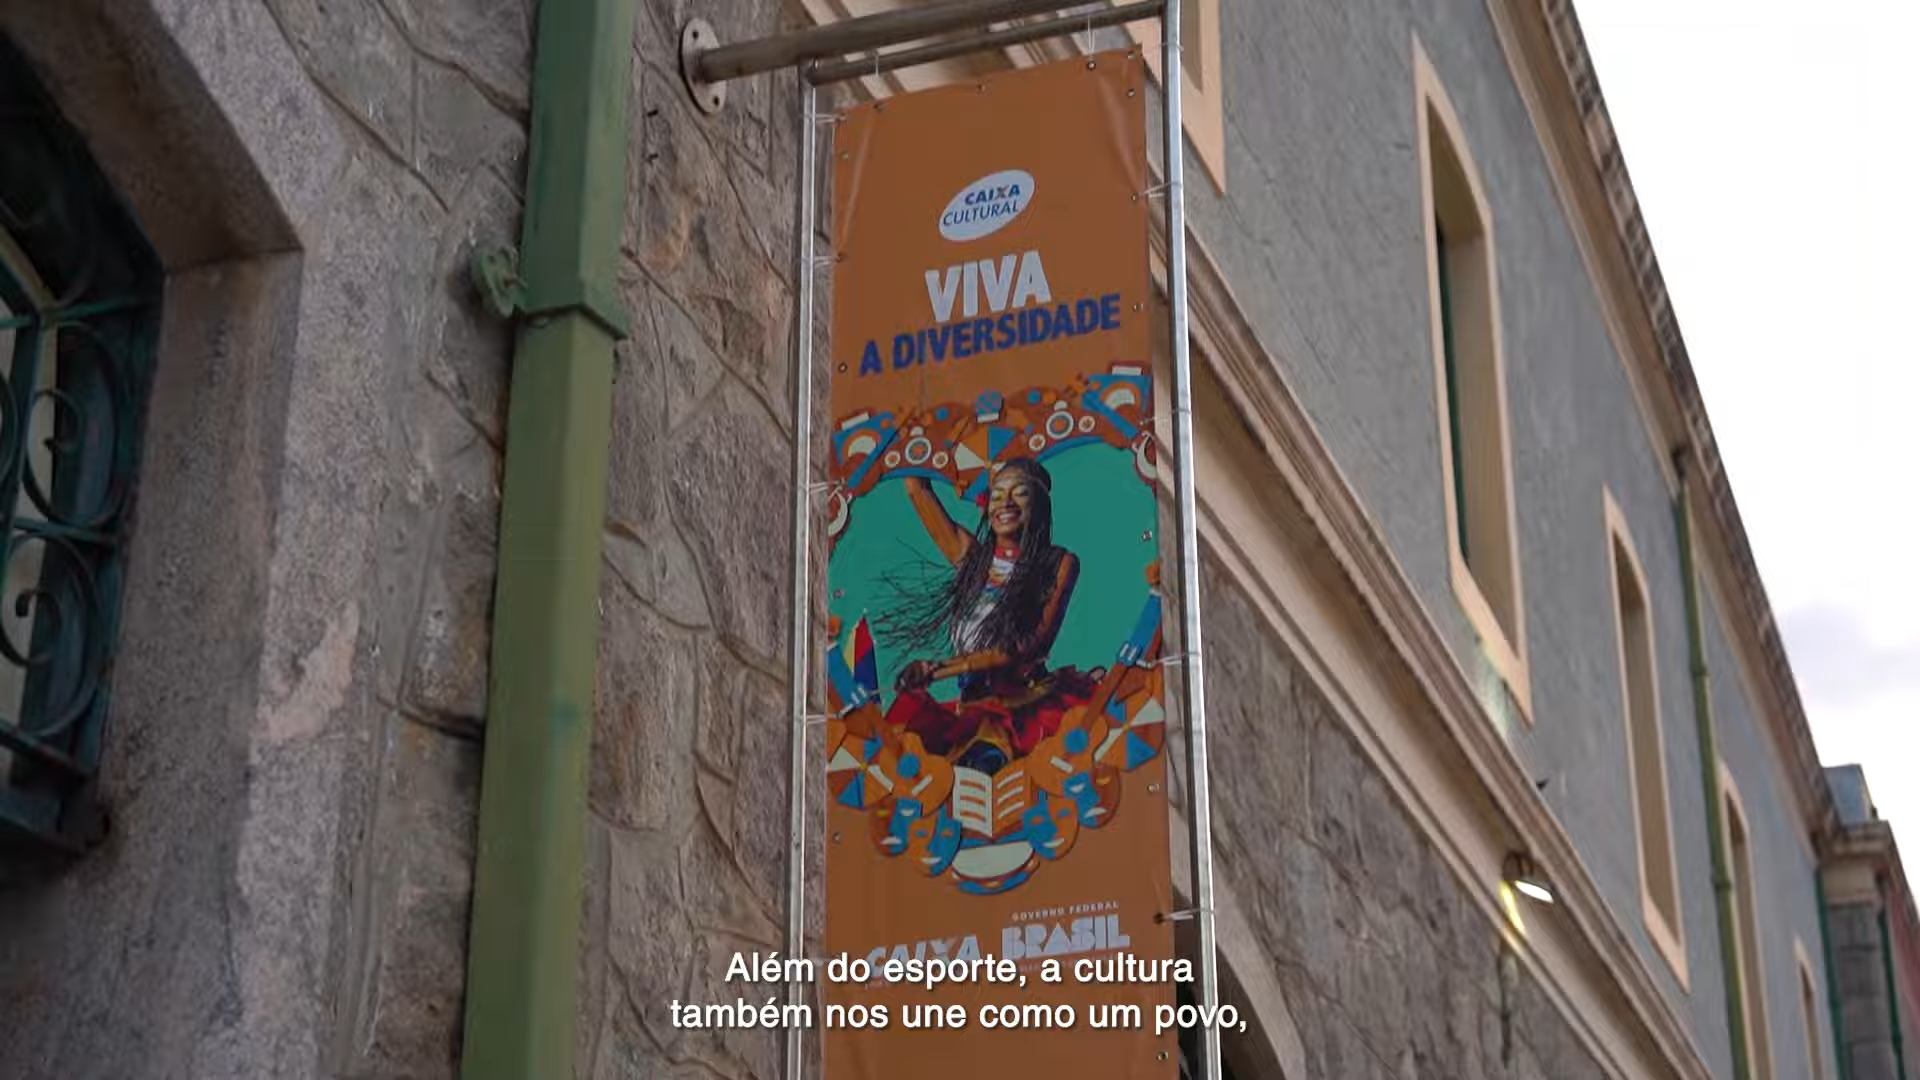 CAIXA
CULTURAL
VIVA
A DIVERSIDADE
GOVERNO FEDERAL
CAIXA BRASIL
Além do esporte, a cultura
também nos une como um povo,